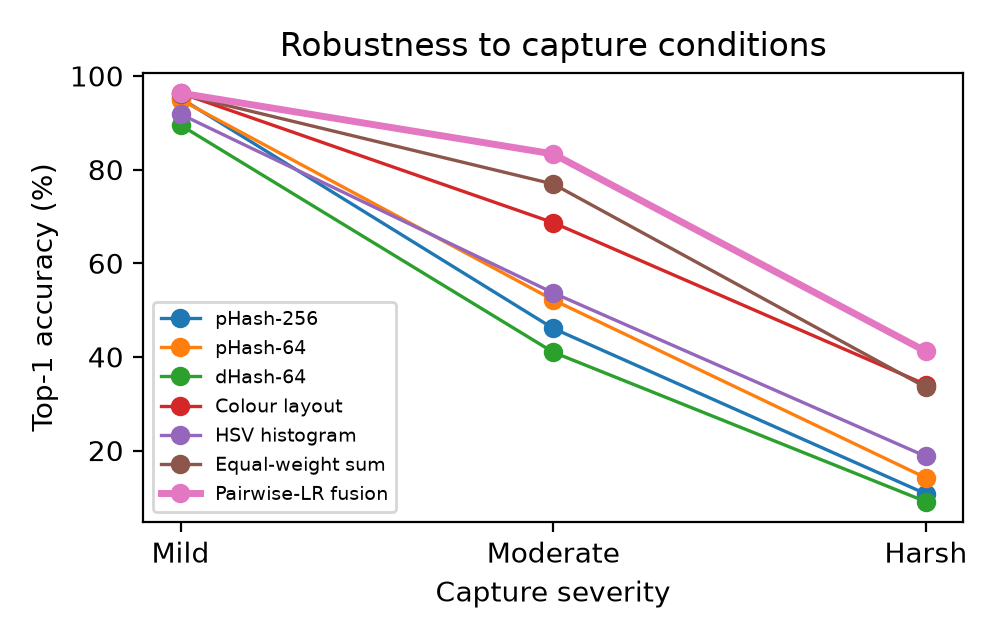 Robustness to capture conditions
100
80
60
40
20
Top-1 accuracy (%)
pHash-256
pHash-64
dHash-64
Colour layout
HSV histogram
Equal-weight sum
Pairwise-LR fusion
Mild
Moderate
Harsh
Capture severity